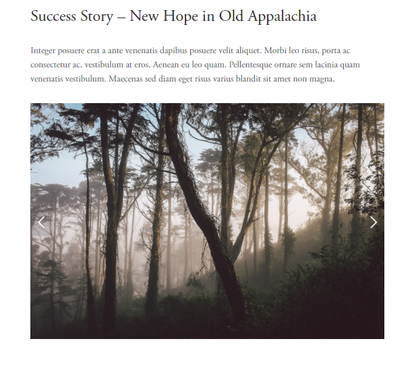 Success Story – New Hope in Old Appalachia
Integer posuere erat a ante venenatis dapibus posuere velit aliquet. Morbi leo risus, porta ac
consectetur ac, vestibulum at eros. Aenean eu leo quam. Pellentesque ornare sem lacinia quam
venenatis vestibulum. Maecenas sed diam eget risus varius blandit sit amet non magna.